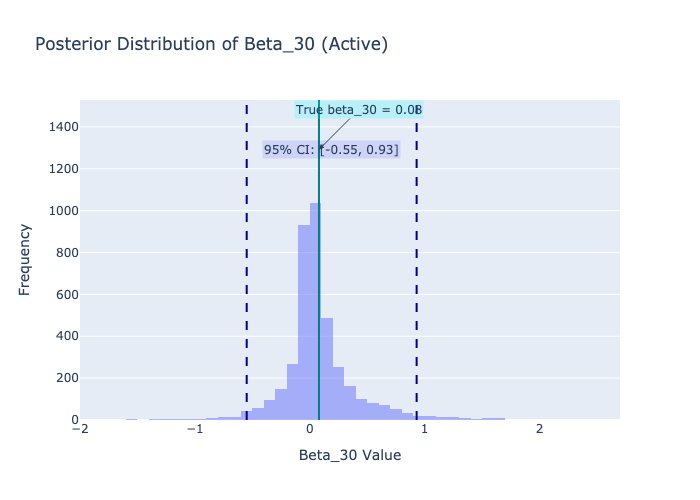 Posterior Distribution of Beta_30 (Active)
True beta_30 = 0.08
95% CI: [-0.55, 0.93]
1400
1200
1000
800
600
400
200
0
Frequency
−2
−1
0
1
2
Beta_30 Value